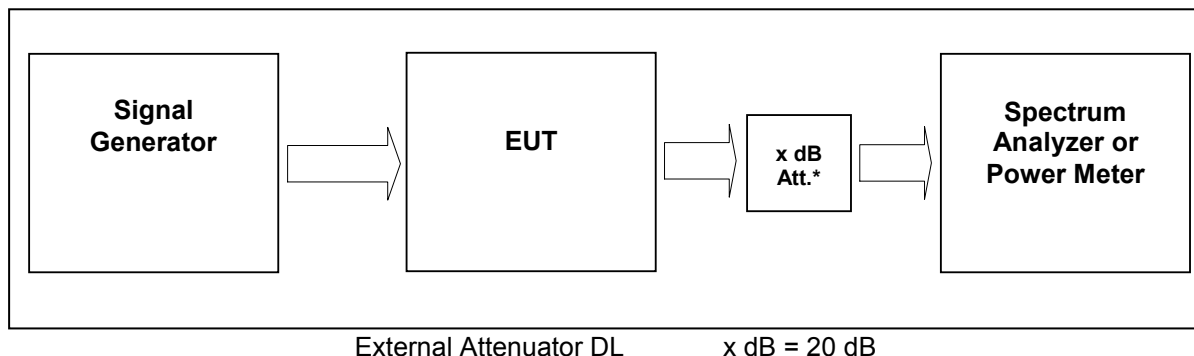 Signal
Generator
EUT
x dB
Att.*
Spectrum
Analyzer or
Power Meter
External Attenuator DL x dB = 20 dB